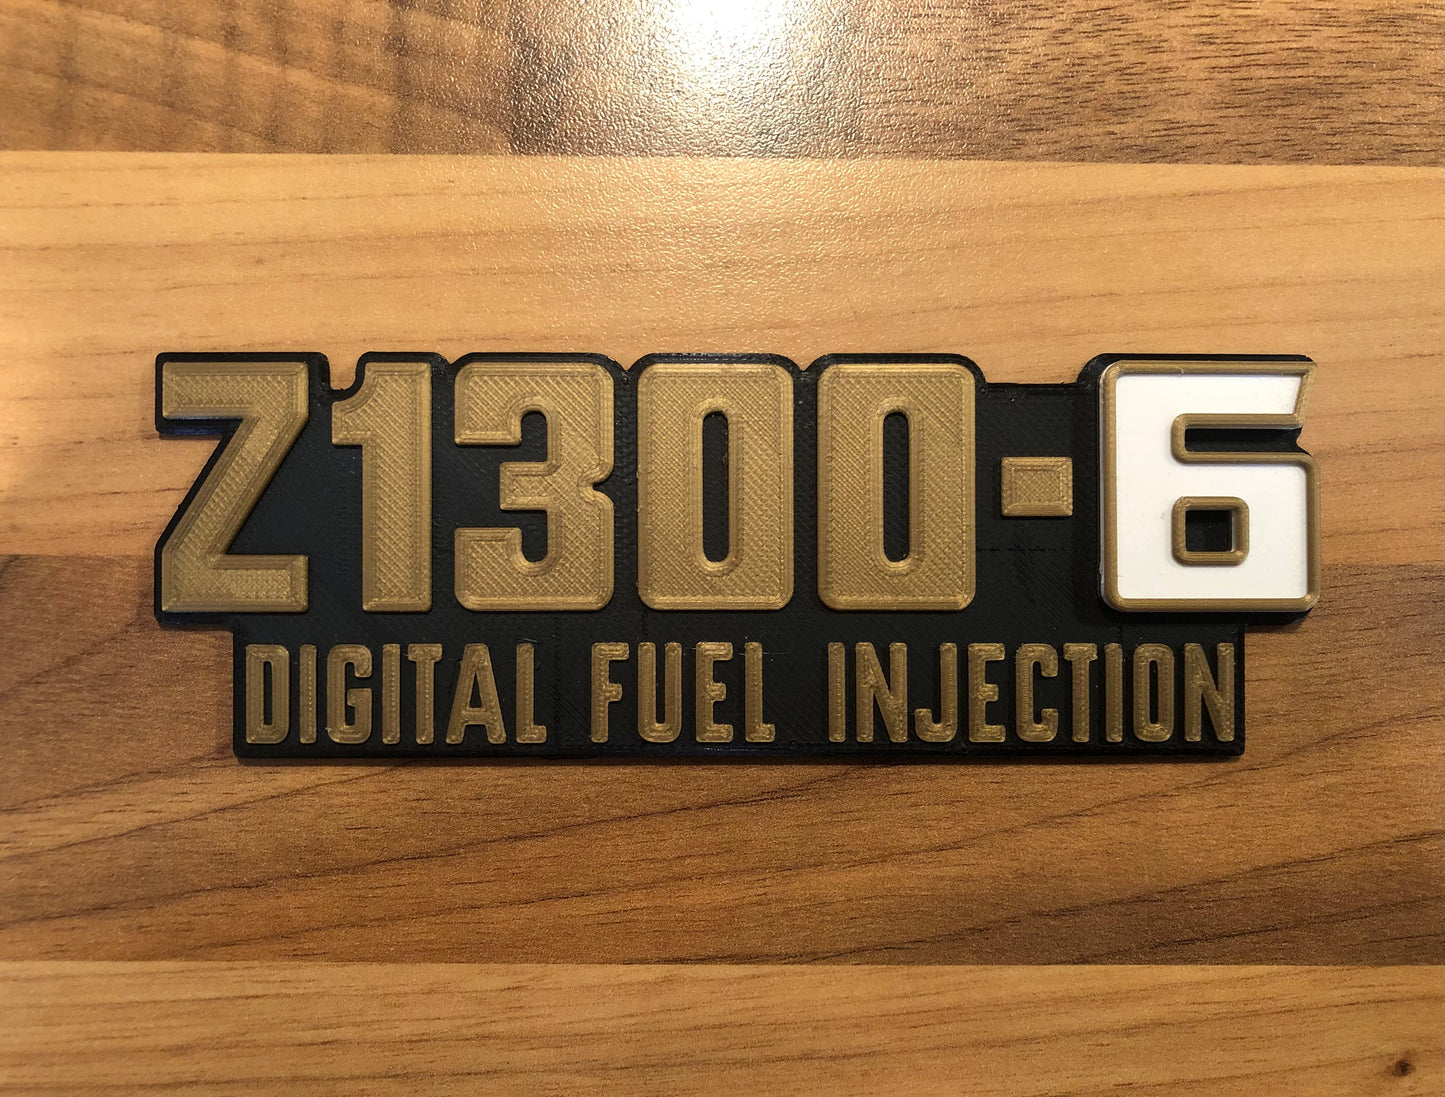 Z1300-6
DIGITAL FUEL INJECTION